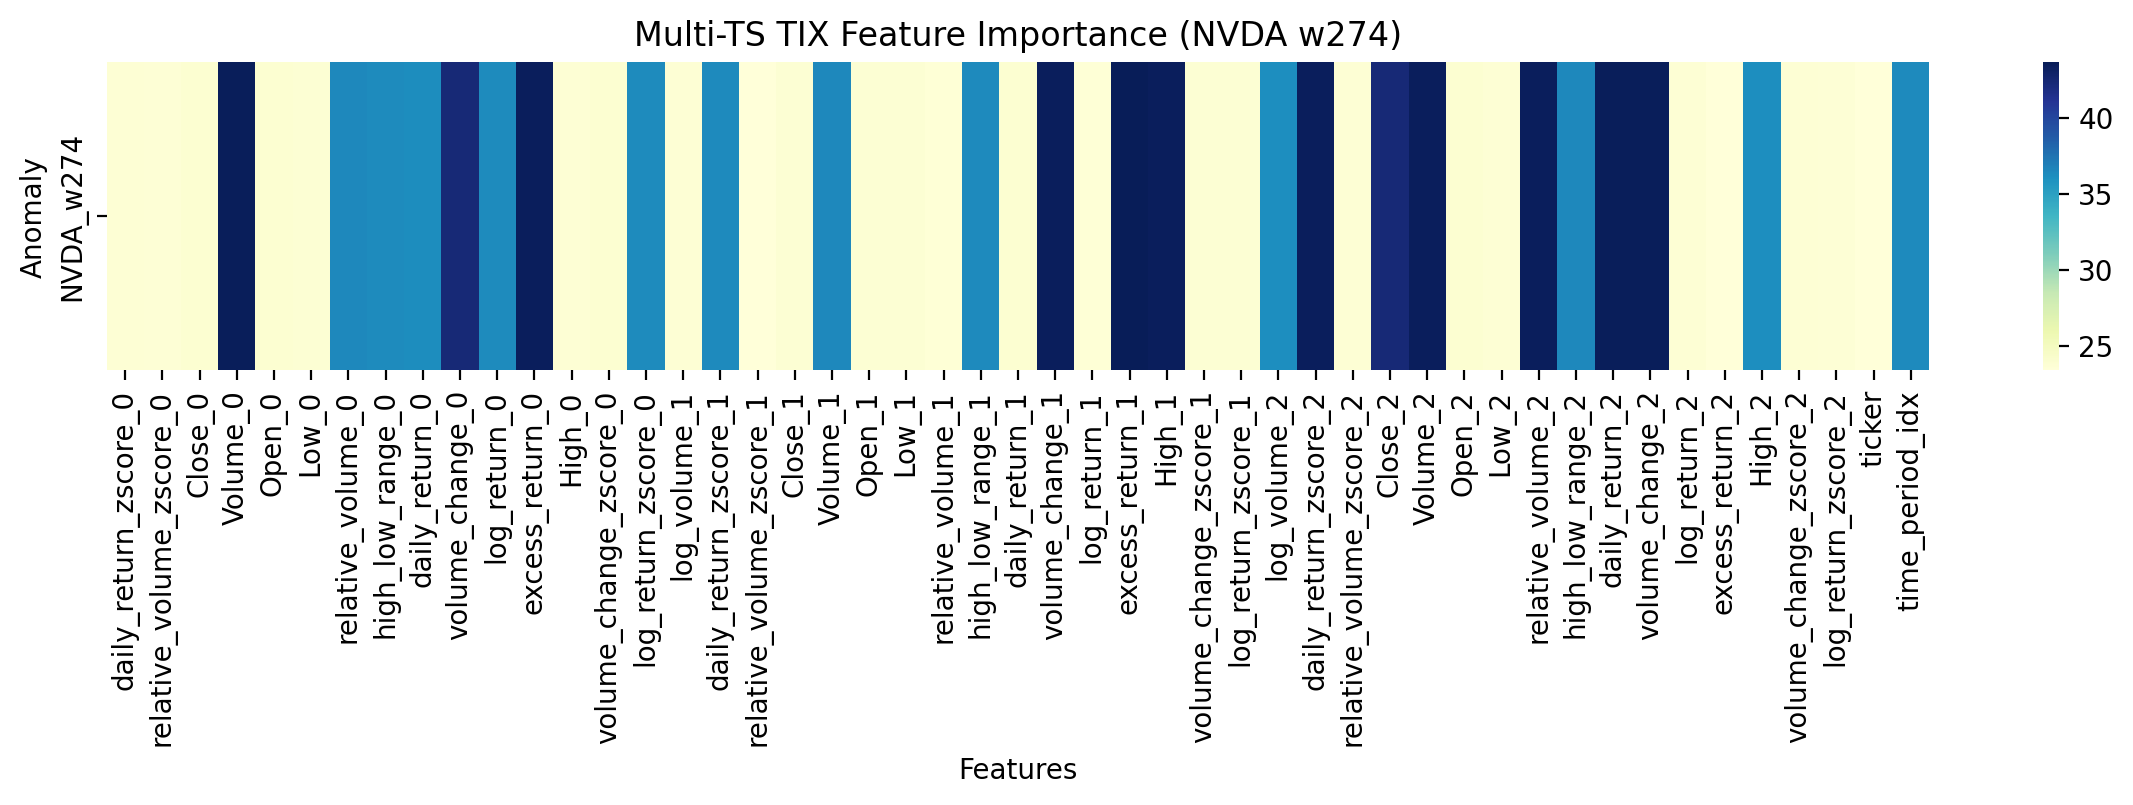 Multi-TS TIX Feature Importance (NVDA w274)
Anomaly
NVDA_w274
40
35
30
25
daily_return_zscore_0
relative_volume_zscore_0
Close_0
Volume_0
Open_0
Low_0
relative_volume_0
high_low_range_0
daily_return_0
volume_change_0
log_return_0
excess_return_0
High_0
volume_change_zscore_0
log_return_zscore_0
log_volume_1
daily_return_zscore_1
relative_volume_zscore_1
Close_1
Volume_1
Open_1
Low_1
relative_volume_1
high_low_range_1
daily_return_1
volume_change_1
log_return_1
excess_return_1
High_1
volume_change_zscore_1
log_return_zscore_1
log_volume_2
daily_return_zscore_2
relative_volume_zscore_2
Close_2
Volume_2
Open_2
Low_2
relative_volume_2
high_low_range_2
daily_return_2
volume_change_2
log_return_2
excess_return_2
High_2
volume_change_zscore_2
log_return_zscore_2
ticker
time_period_idx
Features